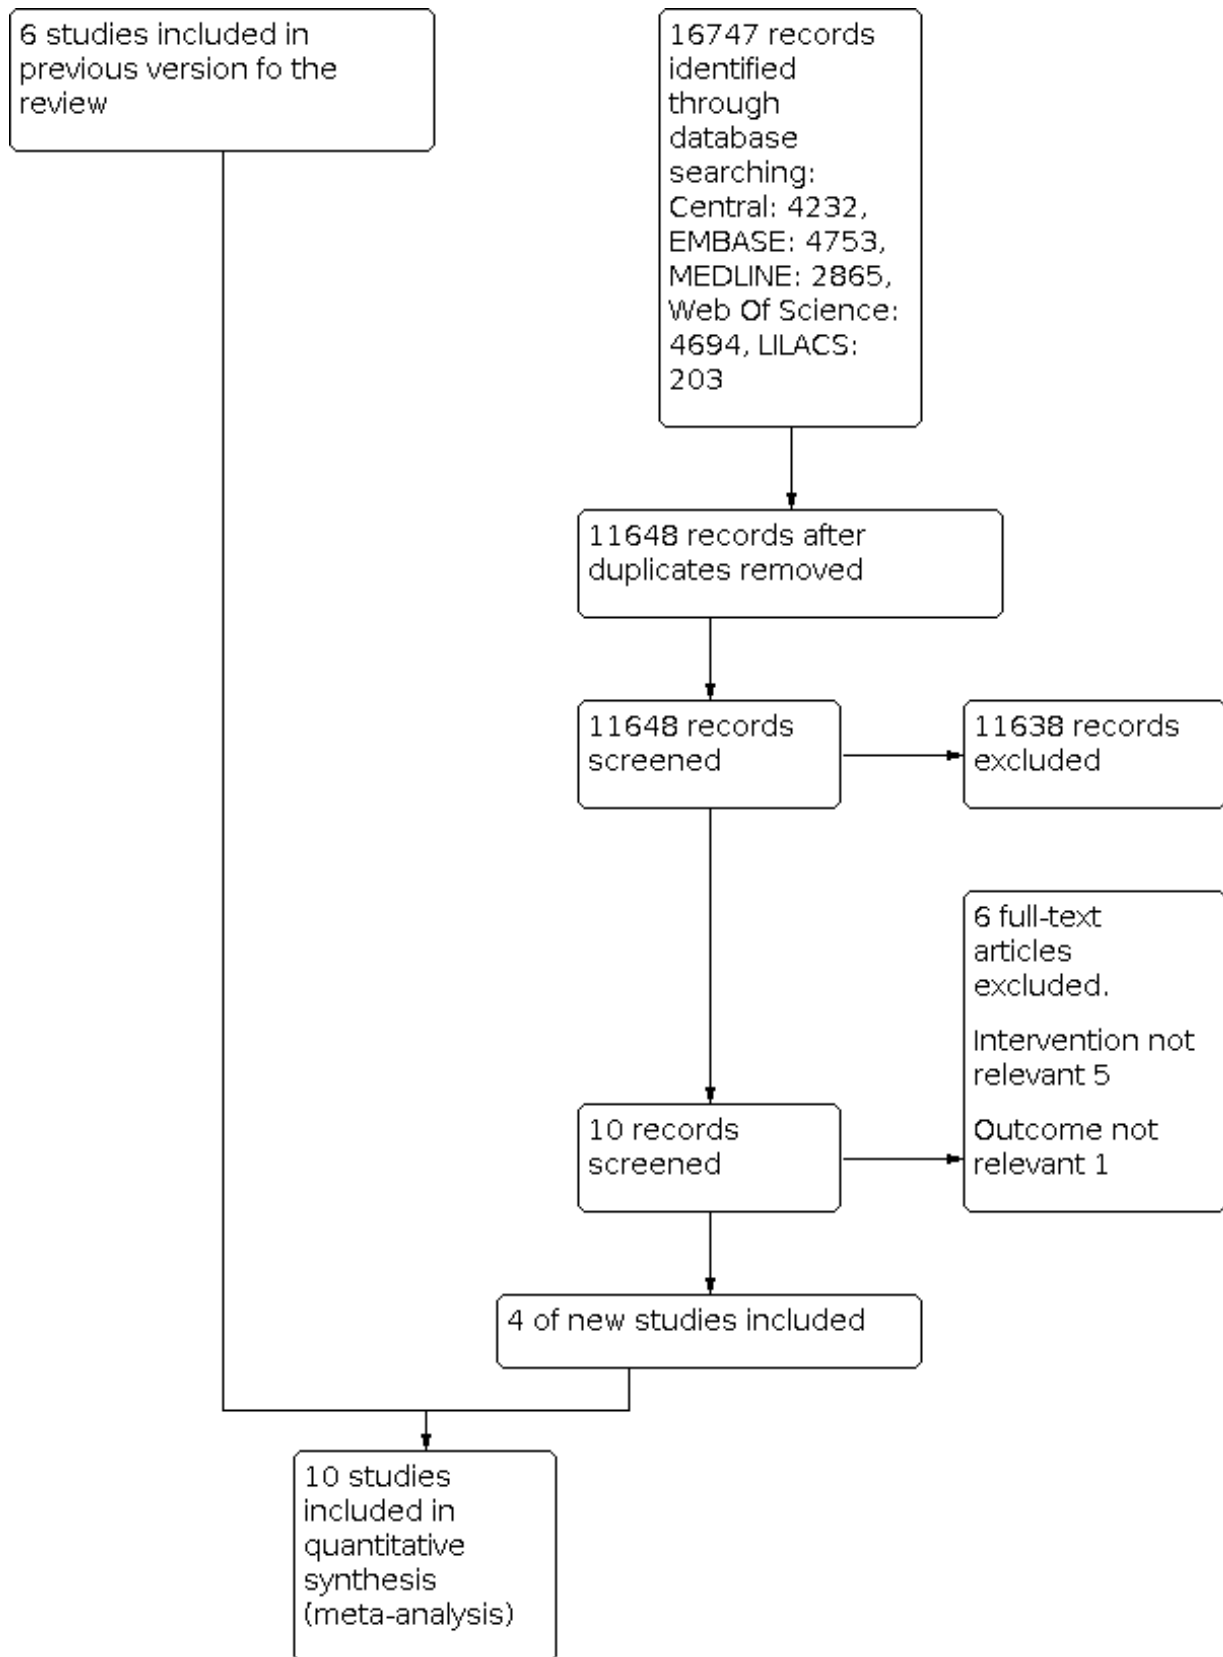 6 studies included in
previous version fo the
review
16747 records
identified
through
database
searching:
Central: 4232,
EMBASE: 4753,
MEDLINE: 2865,
Web Of Science:
4694, LILACS:
203
11648 records after
duplicates removed
11648 records
screened
11638 records
excluded
6 full-text
articles
excluded.
Intervention not
relevant 5
Outcome not
relevant 1
10 records
screened
4 of new studies included
10 studies
included in
quantitative
synthesis
(meta-analysis)